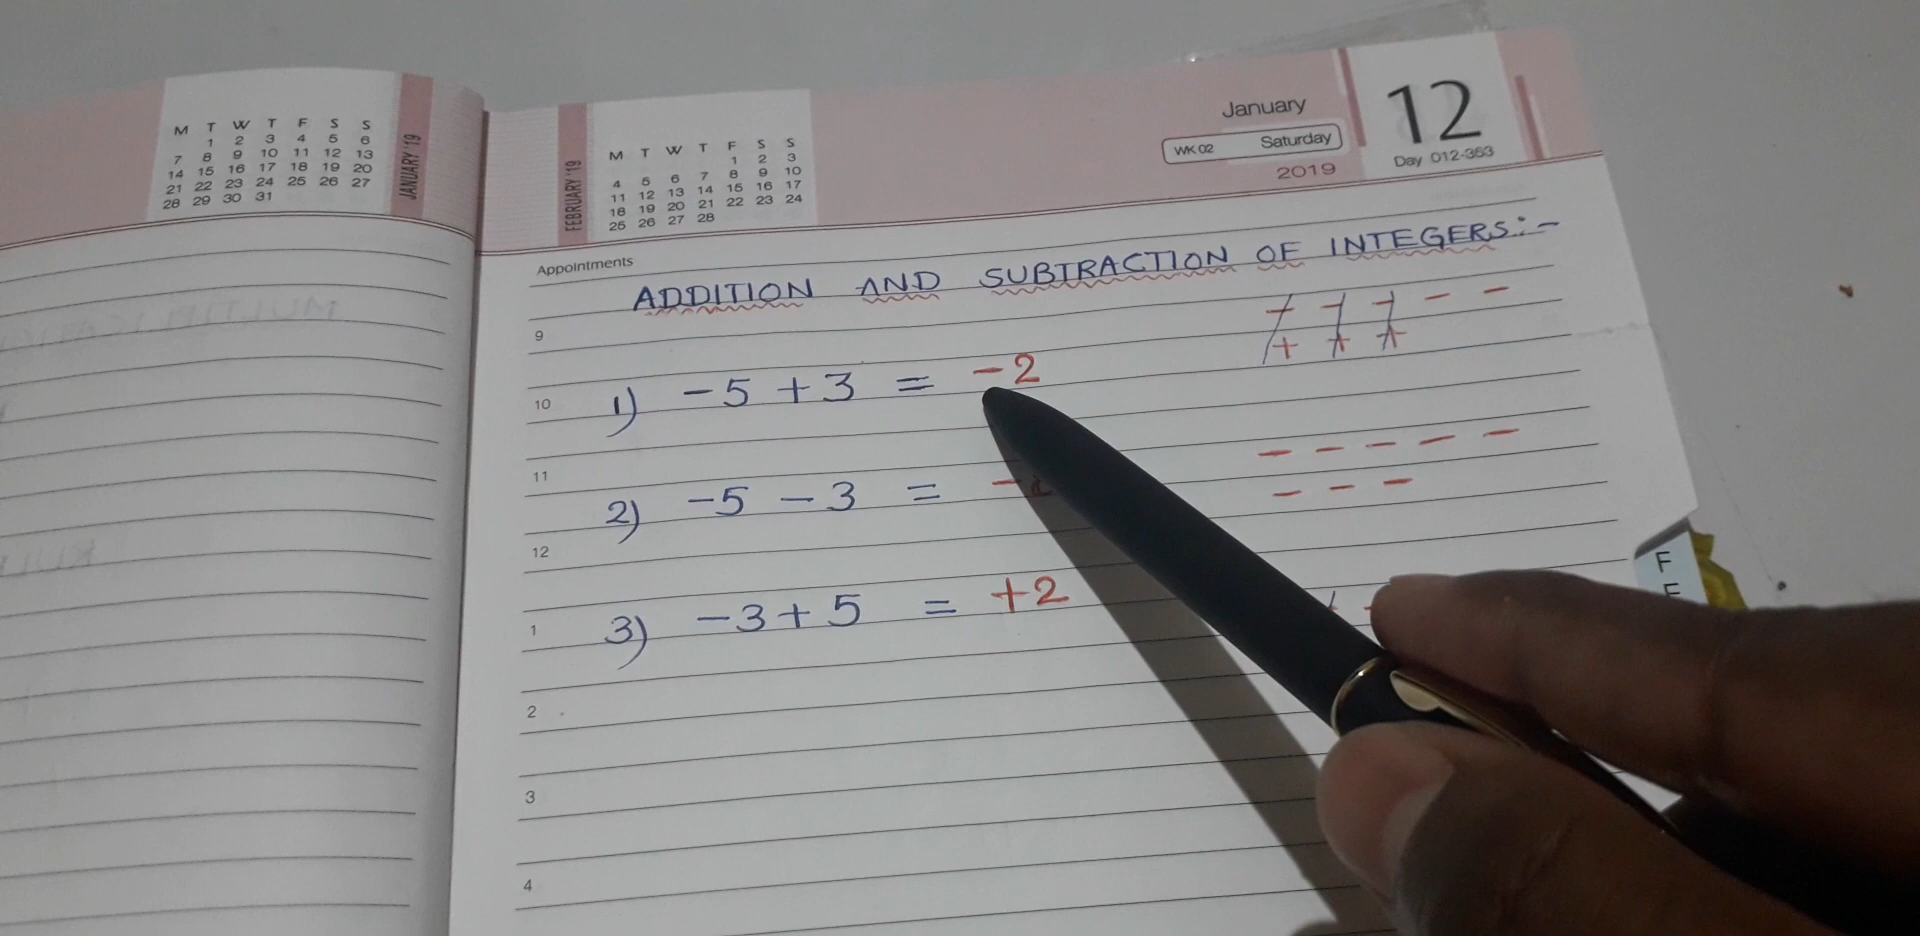 M T W T F S S
1 2 3 4 5 6
7 8 9 10 11 12 13
14 15 16 17 18 19 20
21 22 23 24 25 26 27
28 29 30 31
JANUARY '19
FEBRUARY '19
M T W T F S S
1 2 3
4 5 6 7 8 9 10
11 12 13 14 15 16 17
18 19 20 21 22 23 24
25 26 27 28
January
12
WK 02 Saturday
Day 012-353
2019
Appointments
ADDITION AND SUBTRACTION OF INTEGERS:-
- - - - -
+ + +
9
10
1) -5 + 3 = -2
- - - - -
- - -
11
2) -5 - 3 = -
12
3) -3 + 5 = +2
1
2
3
4
F
E